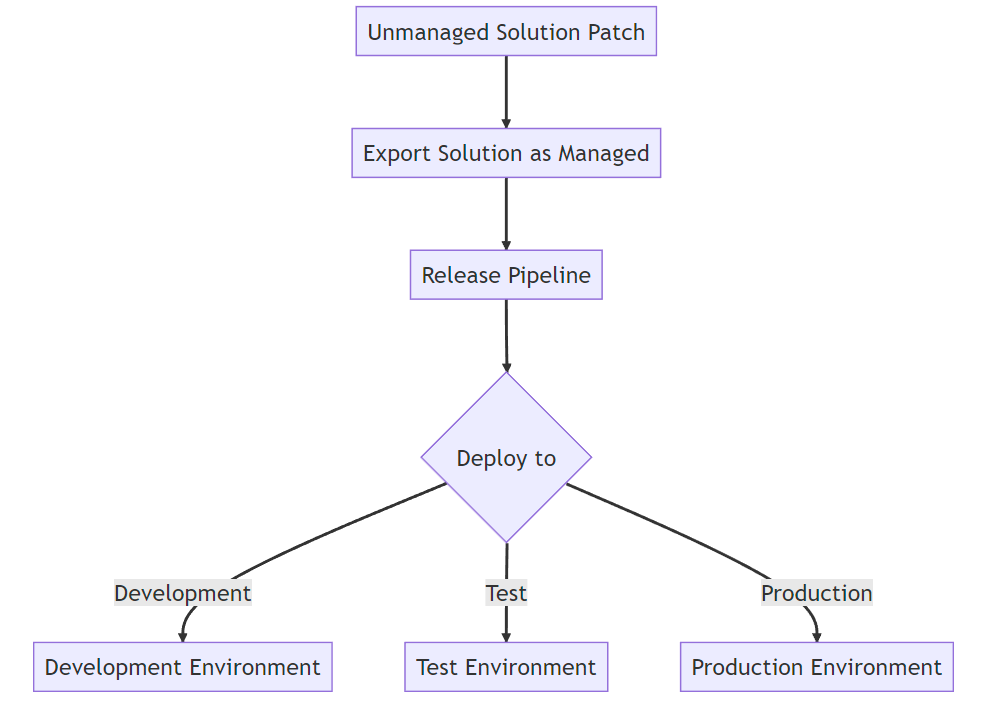 Unmanaged Solution Patch
Export Solution as Managed
Release Pipeline
Deploy to
Development
Test
Production
Development Environment
Test Environment
Production Environment